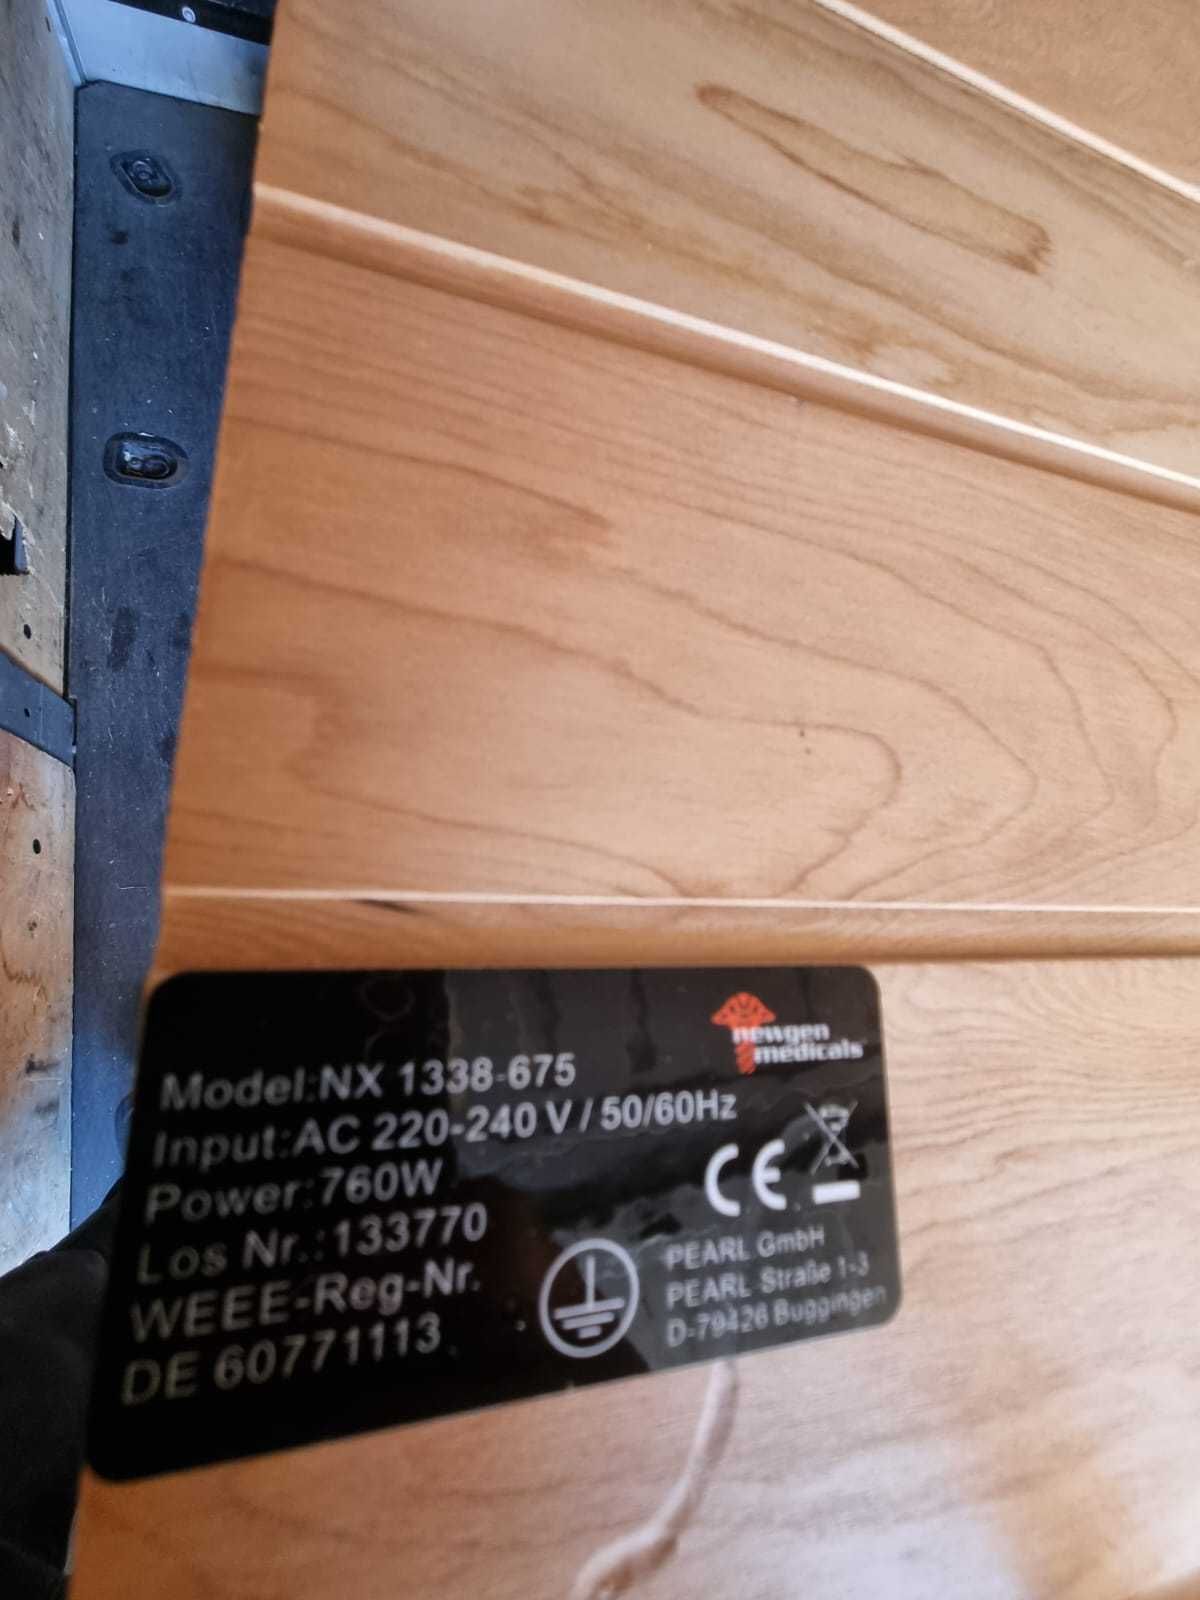 newgen
medicals
Model:NX 1338-675
Input:AC 220-240 V / 50/60Hz
Power:760W
Los Nr.:133770
WEEE-Reg-Nr.
DE 60771113
CE
PEARL GmbH
PEARL-Straße 1-3
D-79426 Buggingen